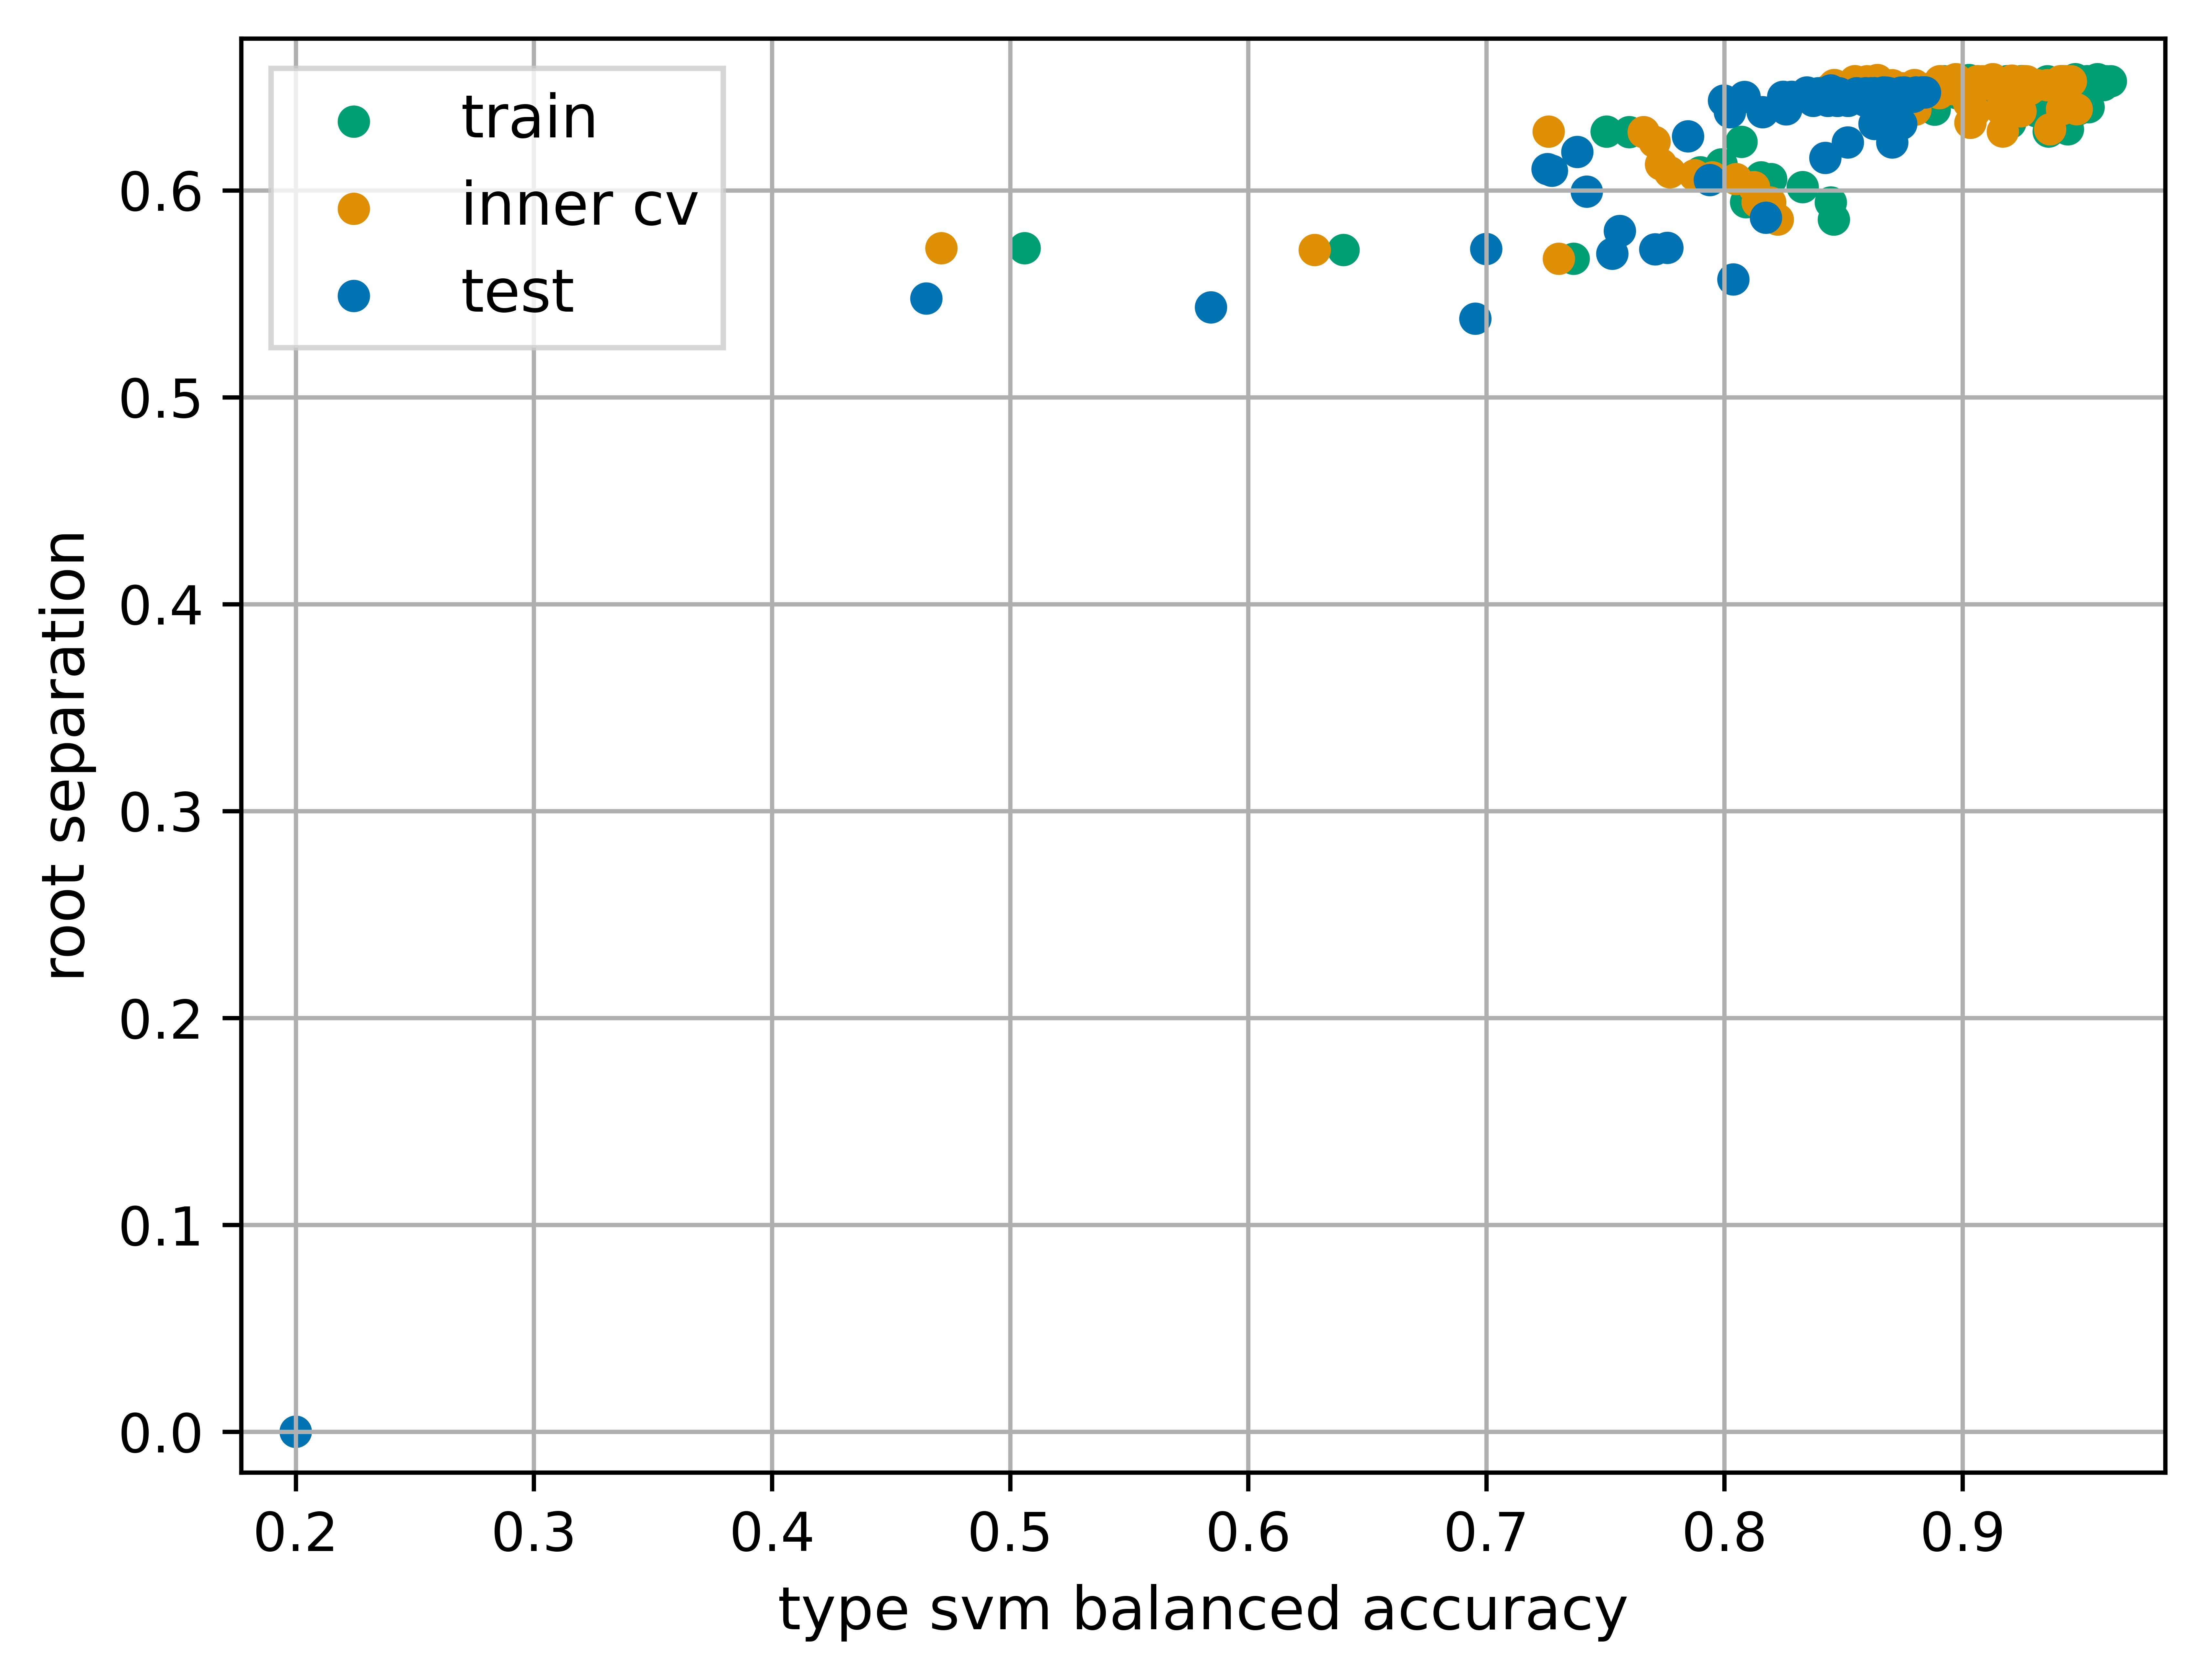 train
inner cv
test
root separation
0.6
0.5
0.4
0.3
0.2
0.1
0.0
0.2 0.3 0.4 0.5 0.6 0.7 0.8 0.9
type svm balanced accuracy